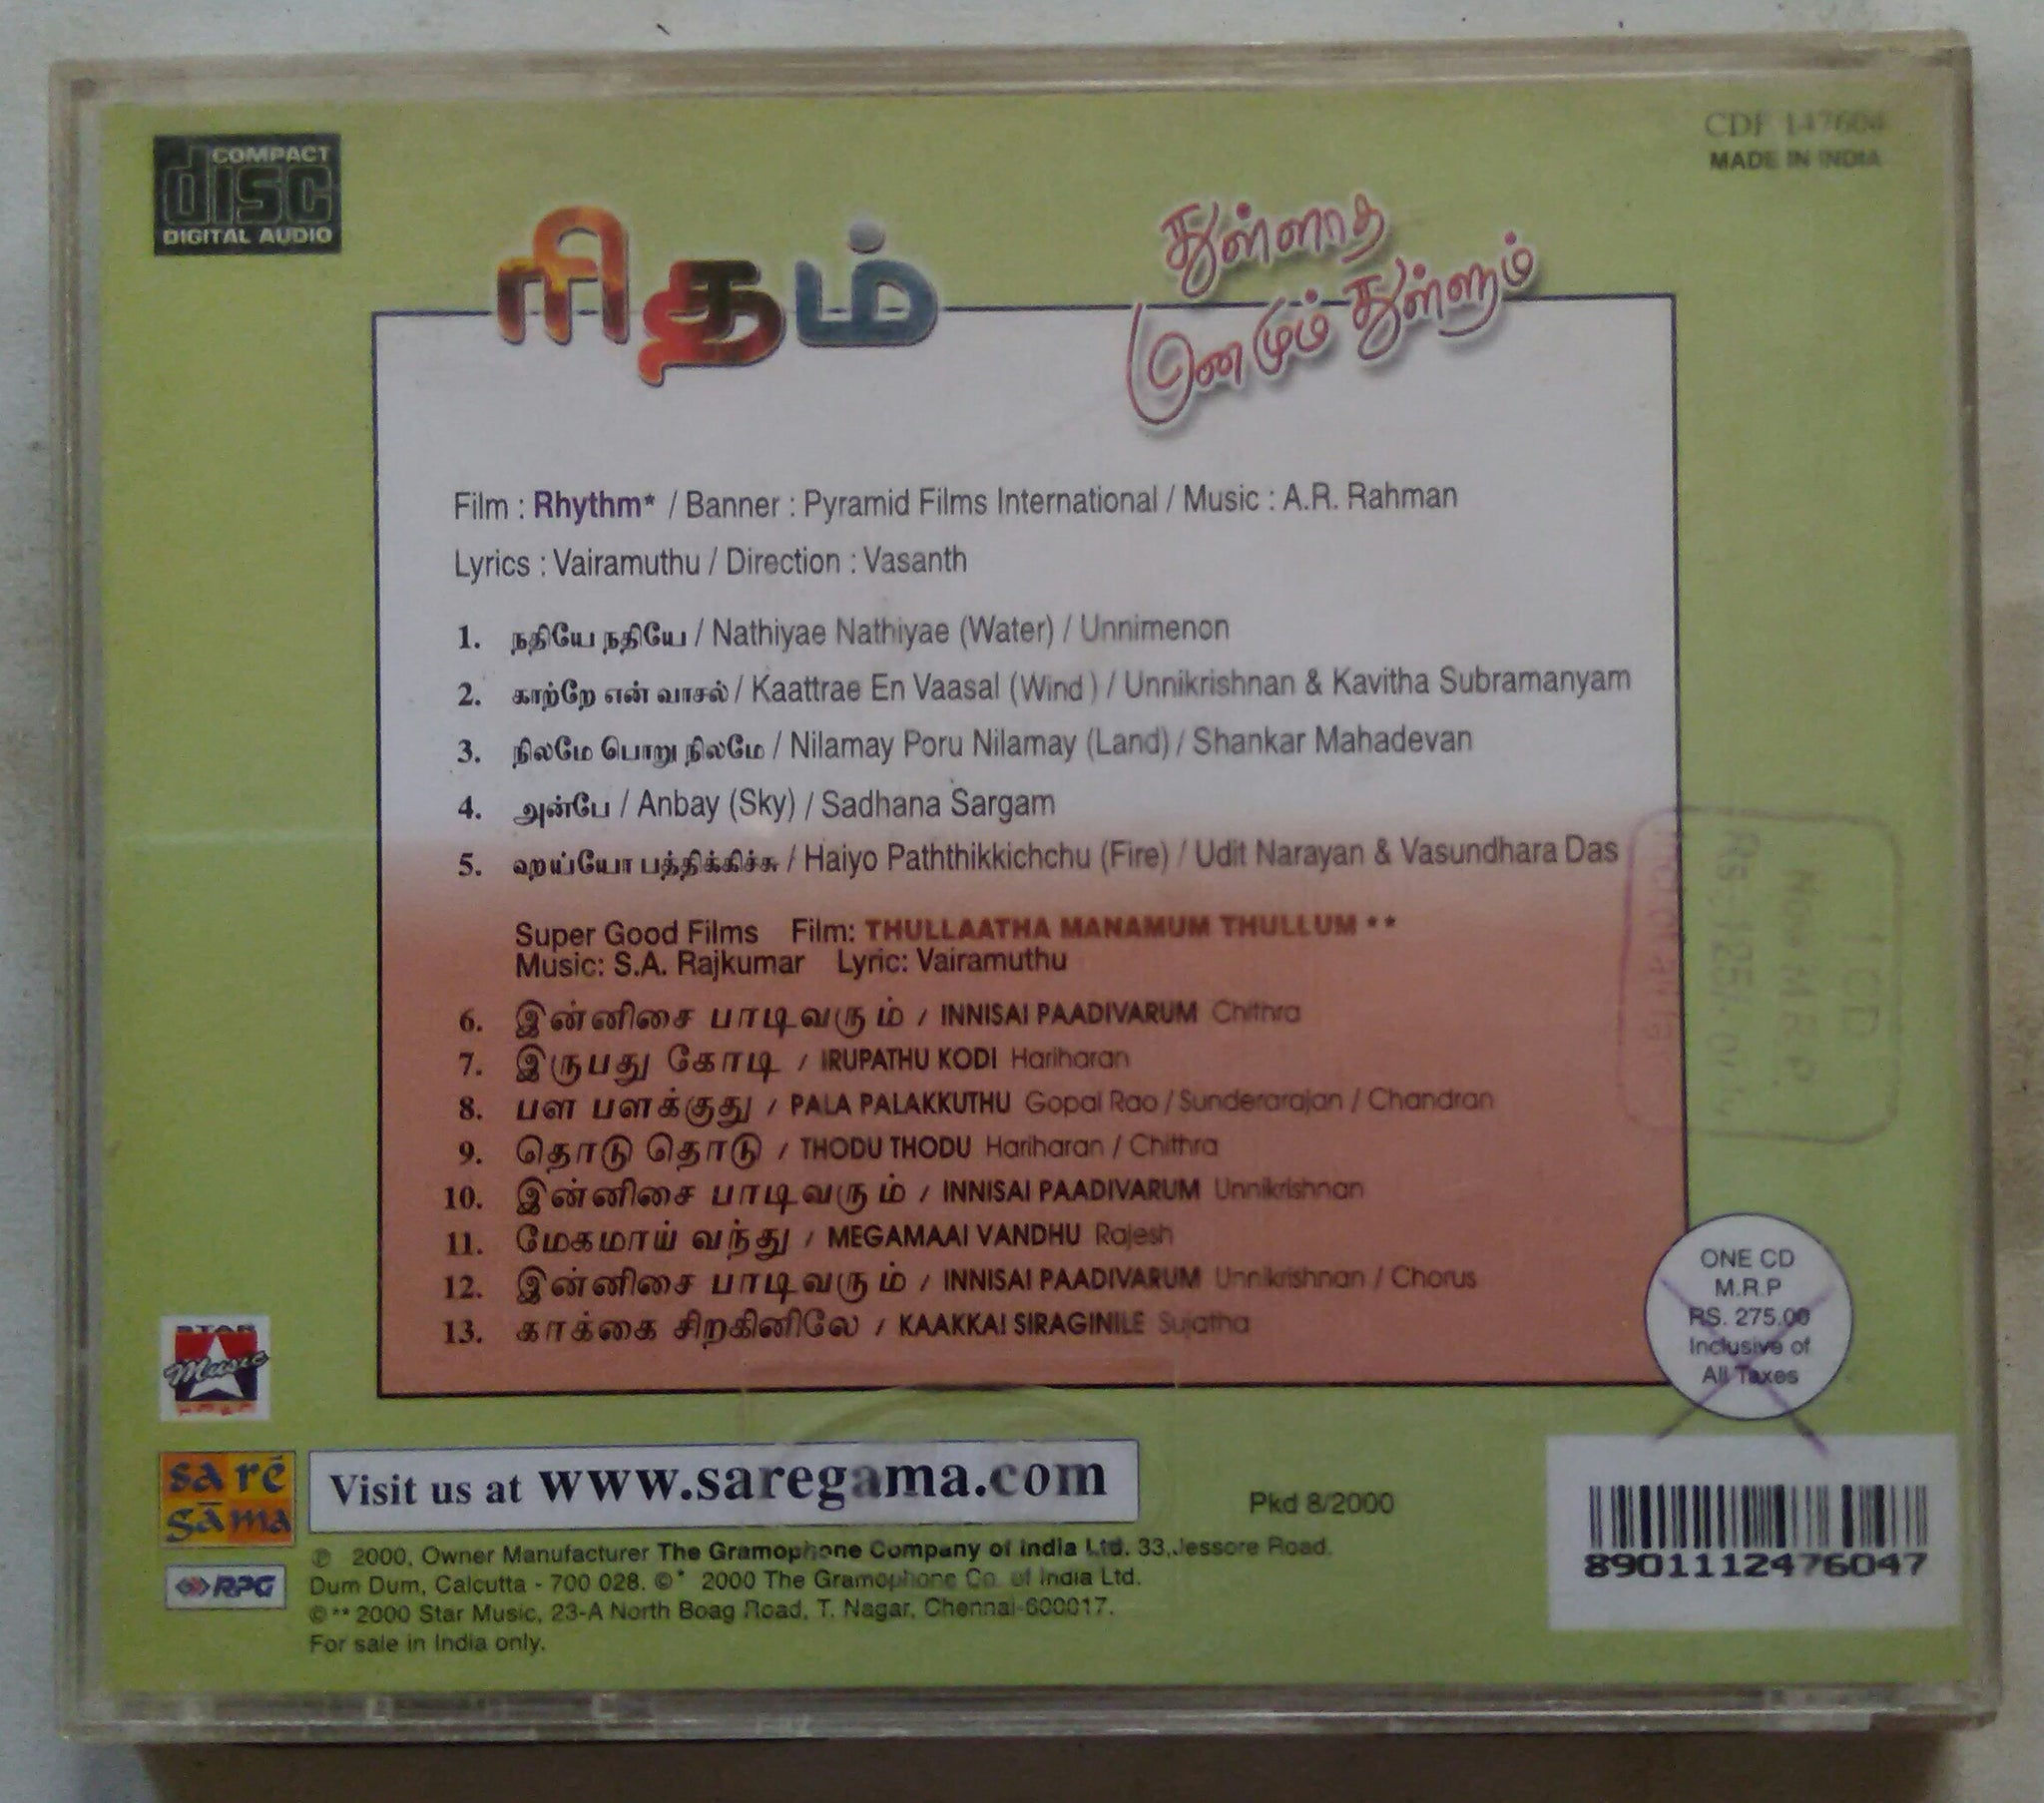 COMPACT
disc
DIGITAL AUDIO
CDF 147604
MADE IN INDIA
ரிதம்
துள்ளாத
மனமும் துள்ளும்
Film : Rhythm* / Banner : Pyramid Films International / Music : A.R. Rahman
Lyrics : Vairamuthu / Direction : Vasanth
1. நதியே நதியே / Nathiyae Nathiyae (Water) / Unnimenon
2. காற்றே என் வாசல் / Kaattrae En Vaasal (Wind ) / Unnikrishnan & Kavitha Subramanyam
3. நிலமே பொறு நிலமே / Nilamay Poru Nilamay (Land) / Shankar Mahadevan
4. அன்பே / Anbay (Sky) / Sadhana Sargam
5. ஹய்யோ பத்திக்கிச்சு / Haiyo Paththikkichchu (Fire) / Udit Narayan & Vasundhara Das
Super Good Films Film: THULLAATHA MANAMUM THULLUM **
Music: S.A. Rajkumar Lyric: Vairamuthu
6. இன்னிசை பாடிவரும் / INNISAI PAADIVARUM Chithra
7. இருபது கோடி / IRUPATHU KODI Hariharan
8. பள பளக்குது / PALA PALAKKUTHU Gopal Rao / Sunderarajan / Chandran
9. தொடு தொடு / THODU THODU Hariharan / Chithra
10. இன்னிசை பாடிவரும் / INNISAI PAADIVARUM Unnikrishnan
11. மேகமாய் வந்து / MEGAMAAI VANDHU Rajesh
12. இன்னிசை பாடிவரும் / INNISAI PAADIVARUM Unnikrishnan / Chorus
13. காக்கை சிறகினிலே / KAAKKAI SIRAGINILE Sujatha
1 CD
Now M.R.P.
Rs. 125/- Only
ONE CD
M.R.P
RS. 275.00
Inclusive of
All Taxes
STAR
Music
sa rē
gā ma
RPG
Visit us at www.saregama.com
Pkd 8/2000
℗ 2000, Owner Manufacturer The Gramophone Company of India Ltd. 33,Jessore Road.
Dum Dum, Calcutta - 700 028. ©* 2000 The Gramophone Co. of India Ltd.
©** 2000 Star Music, 23-A North Boag Road, T. Nagar, Chennai-600017.
For sale in India only.
8901112476047